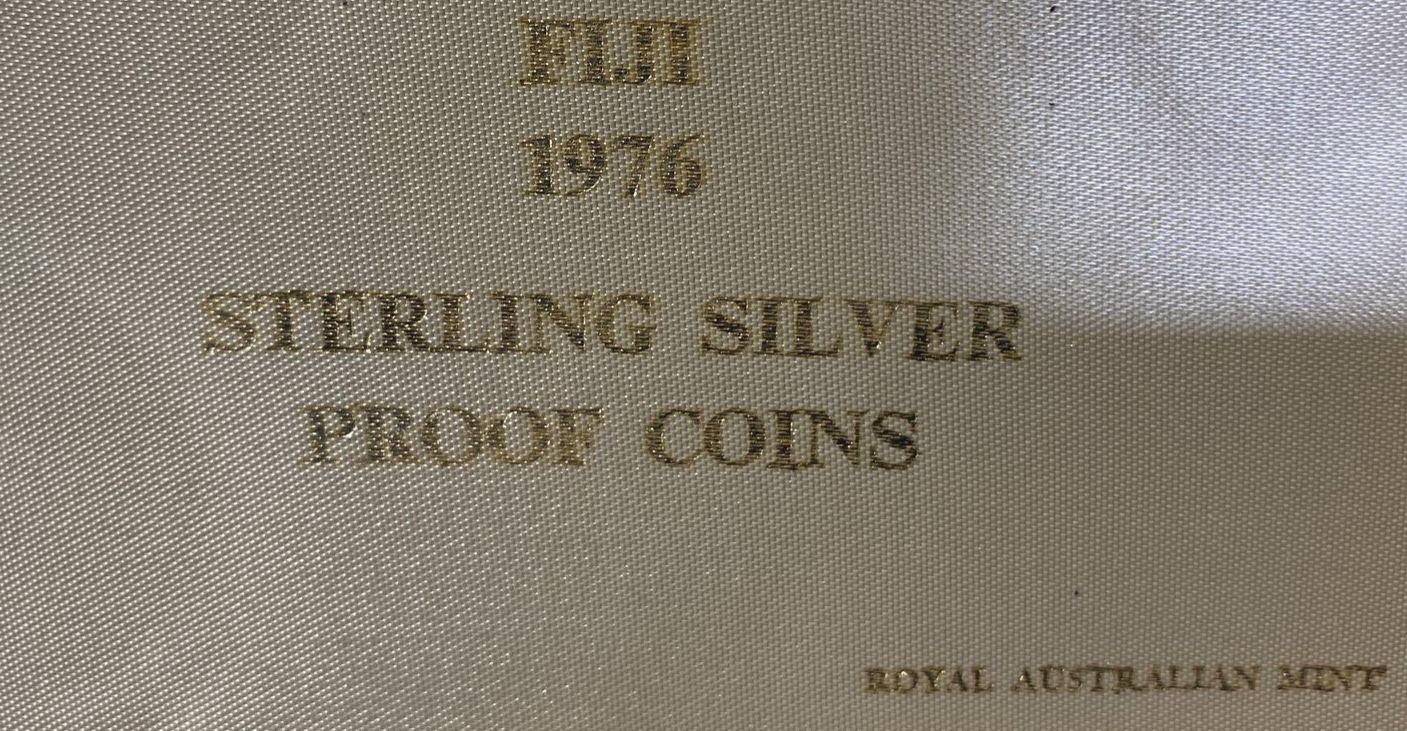 FIJI
1976
STERLING SILVER
PROOF COINS
ROYAL AUSTRALIAN MINT